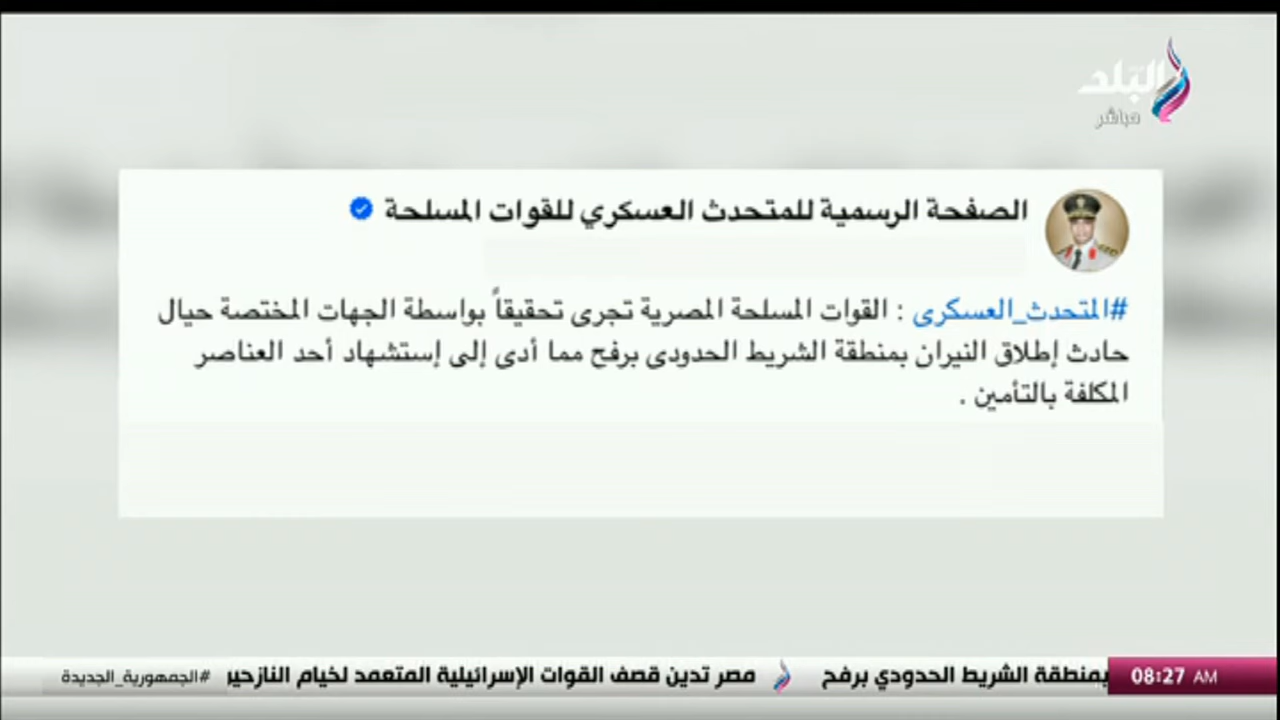 البلد
مباشر
الصفحة الرسمية للمتحدث العسكري للقوات المسلحة
#المتحدث_العسكرى : القوات المسلحة المصرية تجرى تحقيقاً بواسطة الجهات المختصة حيال
حادث إطلاق النيران بمنطقة الشريط الحدودى برفح مما أدى إلى إستشهاد أحد العناصر
المكلفة بالتأمين .
08:27 AM
بمنطقة الشريط الحدودي برفح مصر تدين قصف القوات الإسرائيلية المتعمد لخيام #الجمهورية_الجديدة